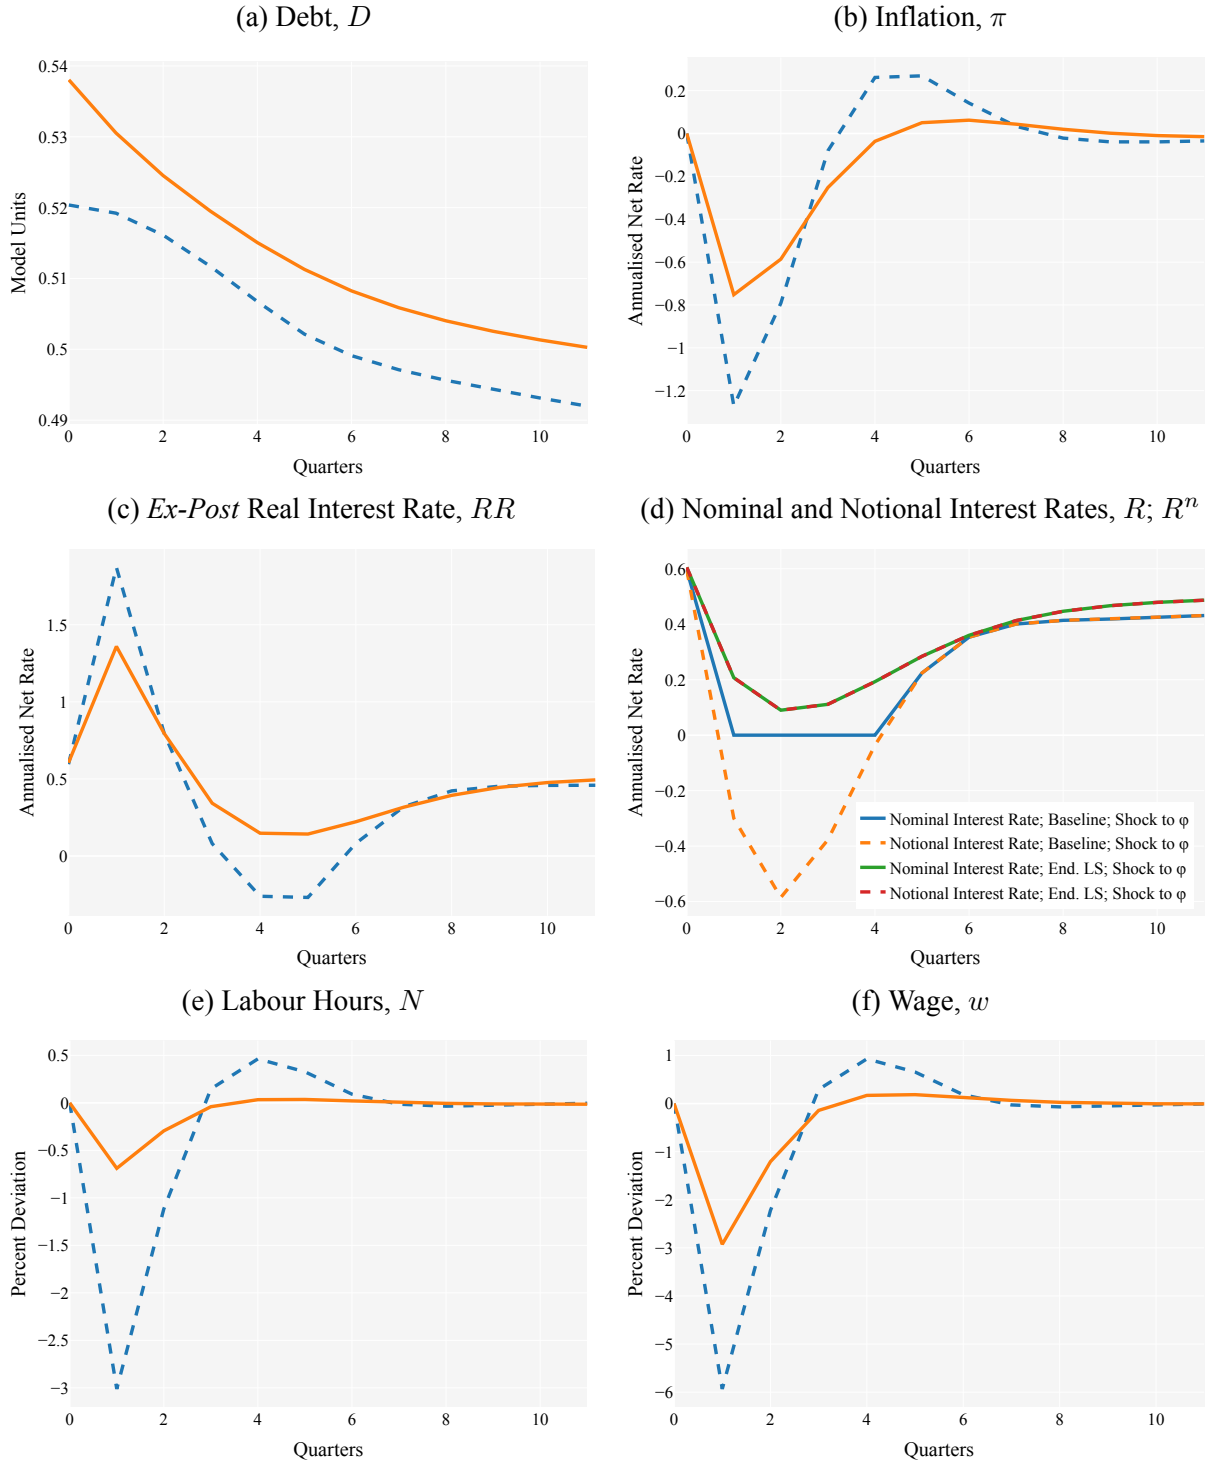 (a) Debt, D
0.54
0.53
0.52
0.51
0.5
0.49
Model Units
0 2 4 6 8 10
Quarters
(b) Inflation, π
0.2
0
−0.2
−0.4
−0.6
−0.8
−1
−1.2
Annualised Net Rate
0 2 4 6 8 10
Quarters
(c) Ex-Post Real Interest Rate, RR
1.5
1
0.5
0
Annualised Net Rate
0 2 4 6 8 10
Quarters
(d) Nominal and Notional Interest Rates, R; Rⁿ
0.6
0.4
0.2
0
−0.2
−0.4
−0.6
Annualised Net Rate
Nominal Interest Rate; Baseline; Shock to φ
Notional Interest Rate; Baseline; Shock to φ
Nominal Interest Rate; End. LS; Shock to φ
Notional Interest Rate; End. LS; Shock to φ
0 2 4 6 8 10
Quarters
(e) Labour Hours, N
0.5
0
−0.5
−1
−1.5
−2
−2.5
−3
Percent Deviation
0 2 4 6 8 10
Quarters
(f) Wage, w
1
0
−1
−2
−3
−4
−5
−6
Percent Deviation
0 2 4 6 8 10
Quarters